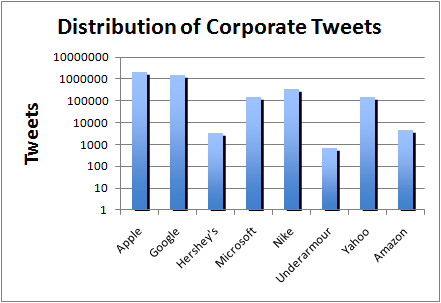 Distribution of Corporate Tweets
Tweets
10000000
1000000
100000
10000
1000
100
10
1
Apple
Google
Hershey's
Microsoft
Nike
Underarmour
Yahoo
Amazon